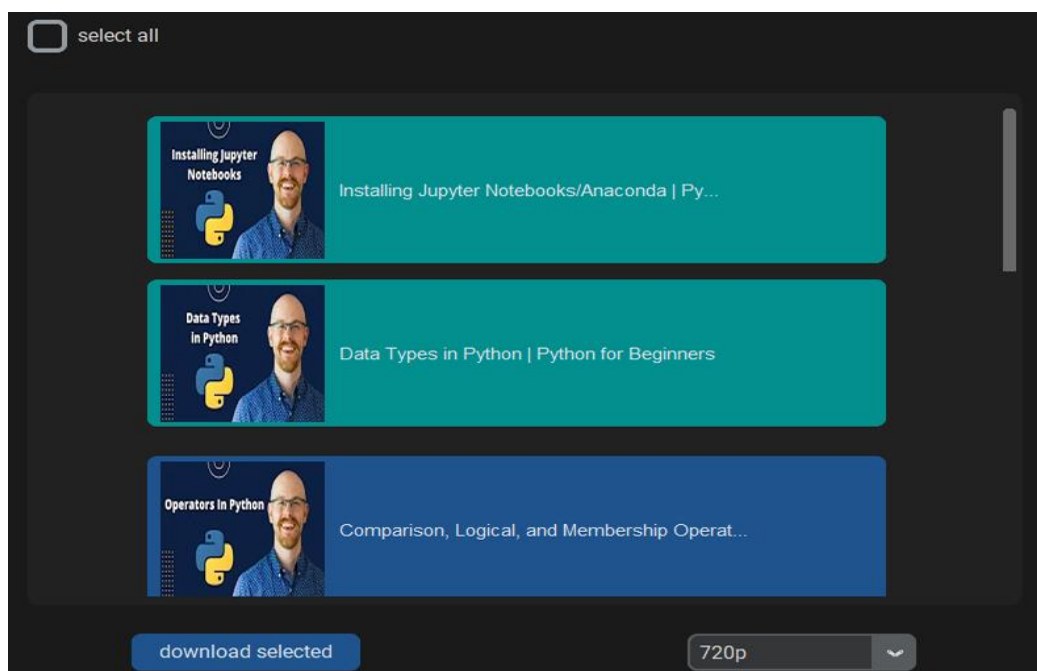 select all
Installing Jupyter
Notebooks
Installing Jupyter Notebooks/Anaconda | Py...
Data Types
in Python
Data Types in Python | Python for Beginners
Operators In Python
Comparison, Logical, and Membership Operat...
download selected
720p